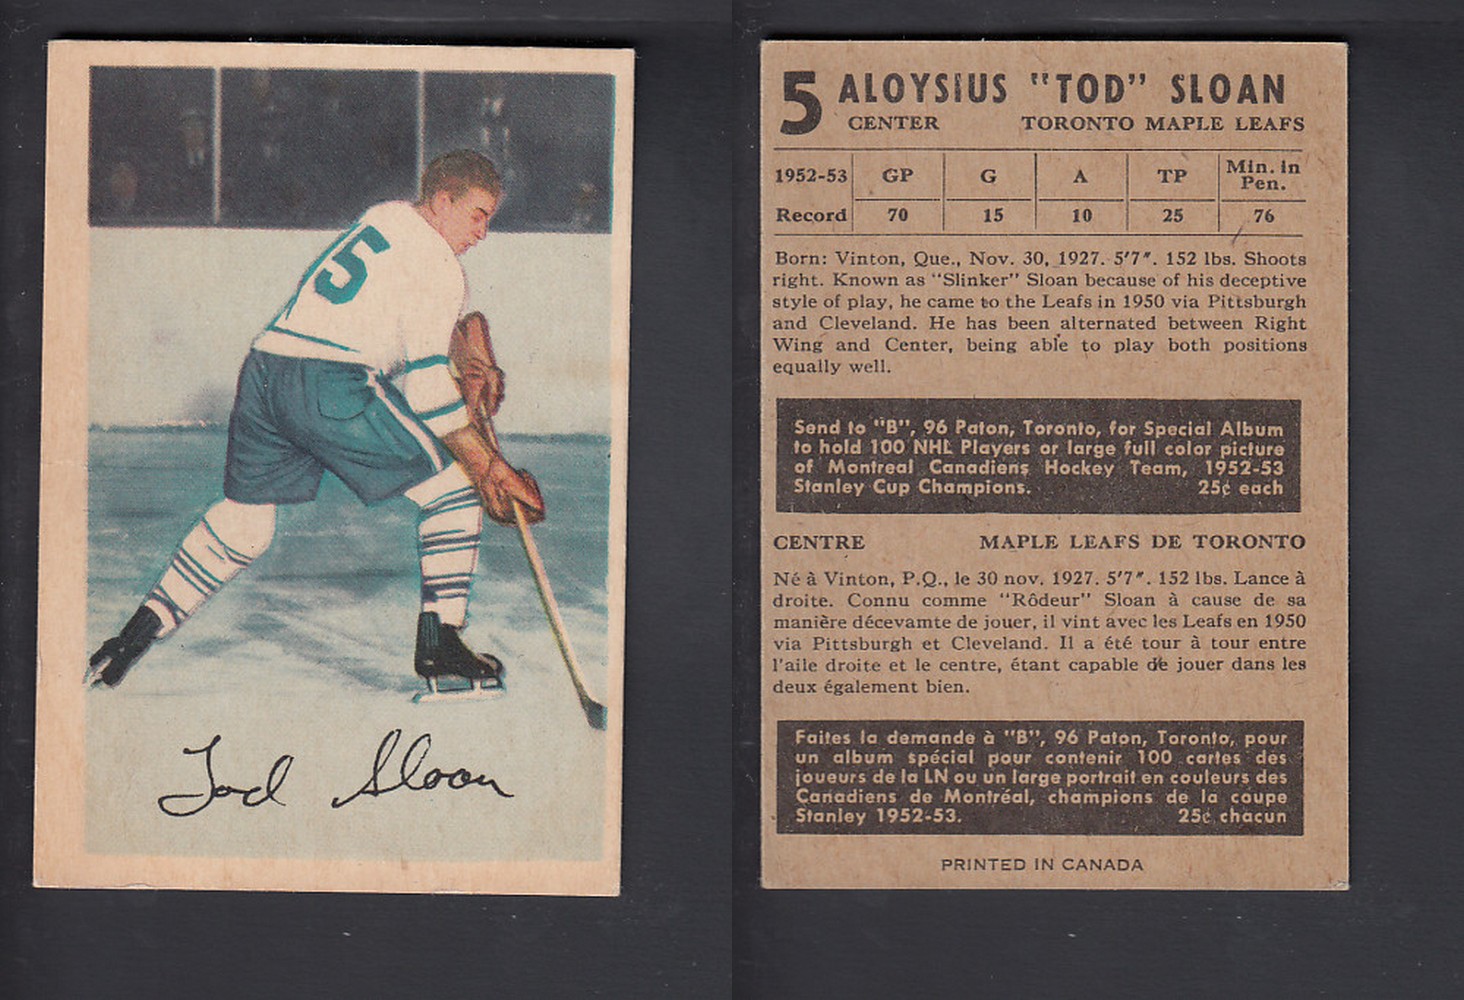 5
Tod Sloan
5 ALOYSIUS "TOD" SLOAN
CENTER TORONTO MAPLE LEAFS
1952-53 GP G A TP Min. in Pen.
Record 70 15 10 25 76
Born: Vinton, Que., Nov. 30, 1927. 5'7". 152 lbs. Shoots
right. Known as "Slinker" Sloan because of his deceptive
style of play, he came to the Leafs in 1950 via Pittsburgh
and Cleveland. He has been alternated between Right
Wing and Center, being able to play both positions
equally well.
Send to "B", 96 Paton, Toronto, for Special Album
to hold 100 NHL Players or large full color picture
of Montreal Canadiens Hockey Team, 1952-53
Stanley Cup Champions. 25¢ each
CENTRE MAPLE LEAFS DE TORONTO
Né à Vinton, P.Q., le 30 nov. 1927. 5'7". 152 lbs. Lance à
droite. Connu comme "Rôdeur" Sloan à cause de sa
manière décevamte de jouer, il vint avec les Leafs en 1950
via Pittsburgh et Cleveland. Il a été tour à tour entre
l'aile droite et le centre, étant capable de jouer dans les
deux également bien.
Faites la demande à "B", 96 Paton, Toronto, pour
un album spécial pour contenir 100 cartes des
joueurs de la LN ou un large portrait en couleurs des
Canadiens de Montréal, champions de la coupe
Stanley 1952-53. 25¢ chacun
PRINTED IN CANADA